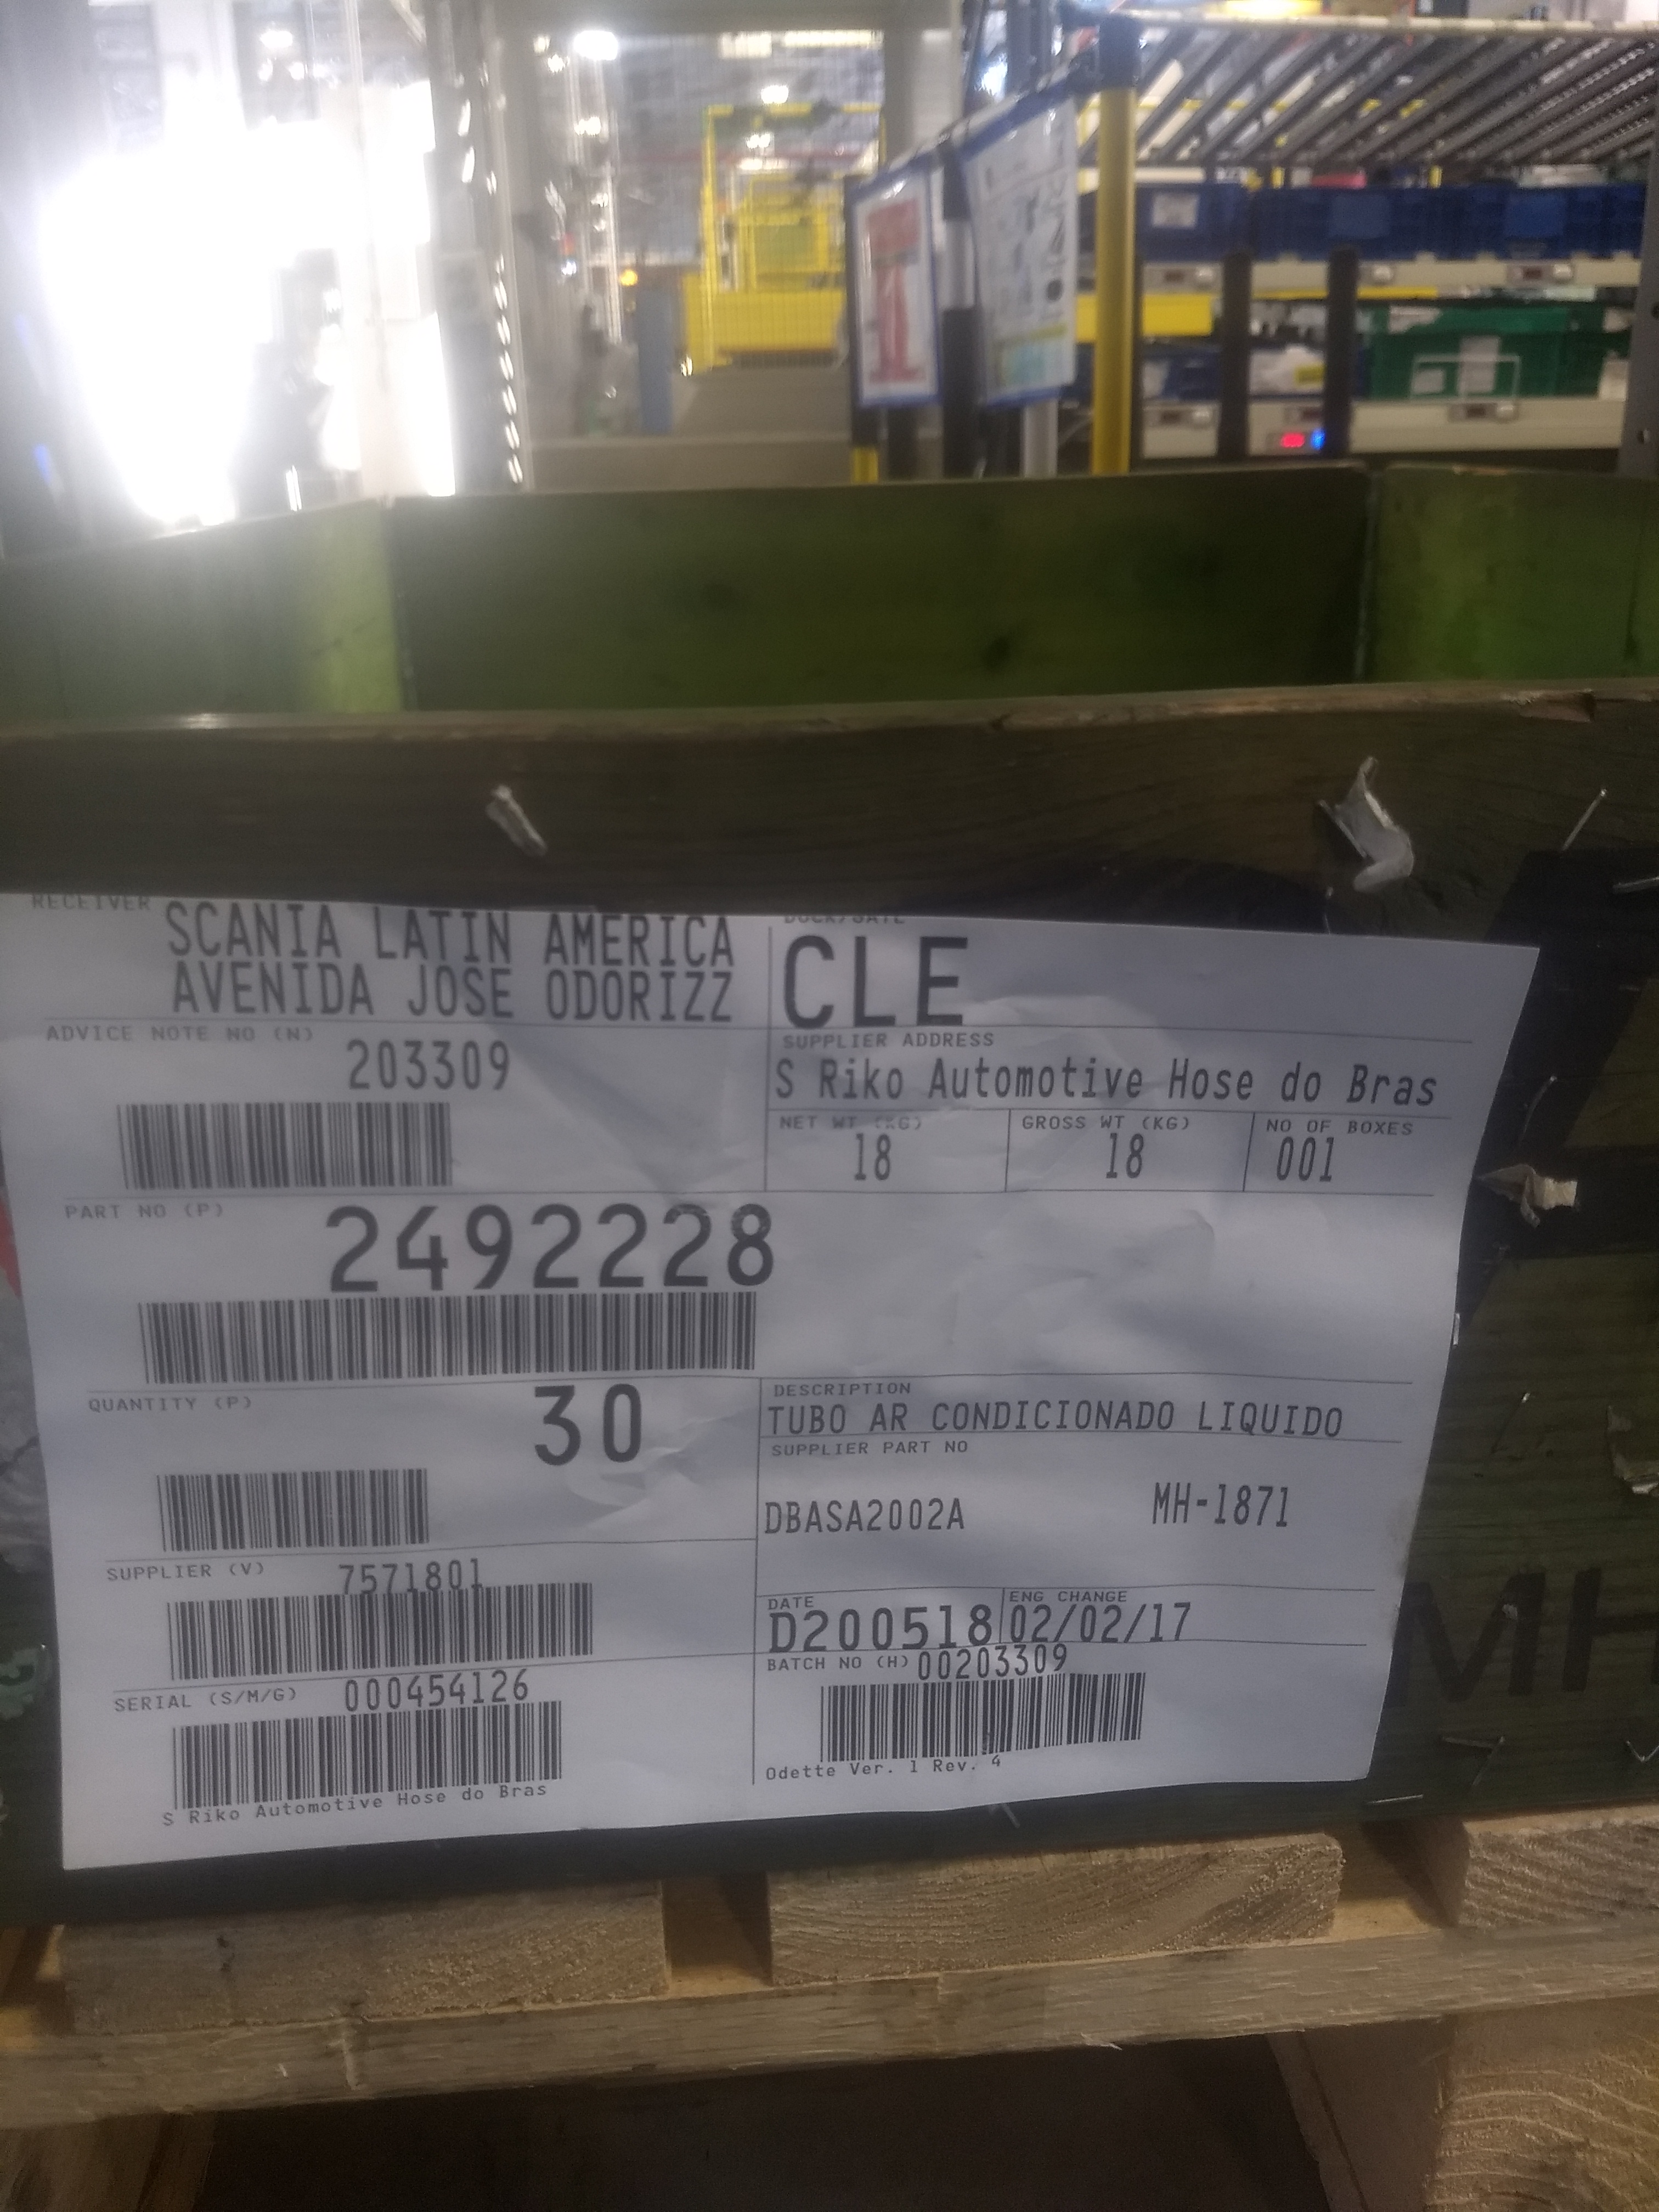 RECEIVER
SCANIA LATIN AMERICA
AVENIDA JOSE ODORIZZ
DOCK/GATE
CLE
ADVICE NOTE NO (N)
203309
SUPPLIER ADDRESS
S Riko Automotive Hose do Bras
NET WT (KG)
18
GROSS WT (KG)
18
NO OF BOXES
001
PART NO (P)
2492228
QUANTITY (P)
30
DESCRIPTION
TUBO AR CONDICIONADO LIQUIDO
SUPPLIER PART NO
DBASA2002A MH-1871
SUPPLIER (V)
7571801
DATE
D200518
ENG CHANGE
02/02/17
BATCH NO (H) 00203309
SERIAL (S/M/G) 000454126
S Riko Automotive Hose do Bras
Odette Ver. 1 Rev. 4
MH